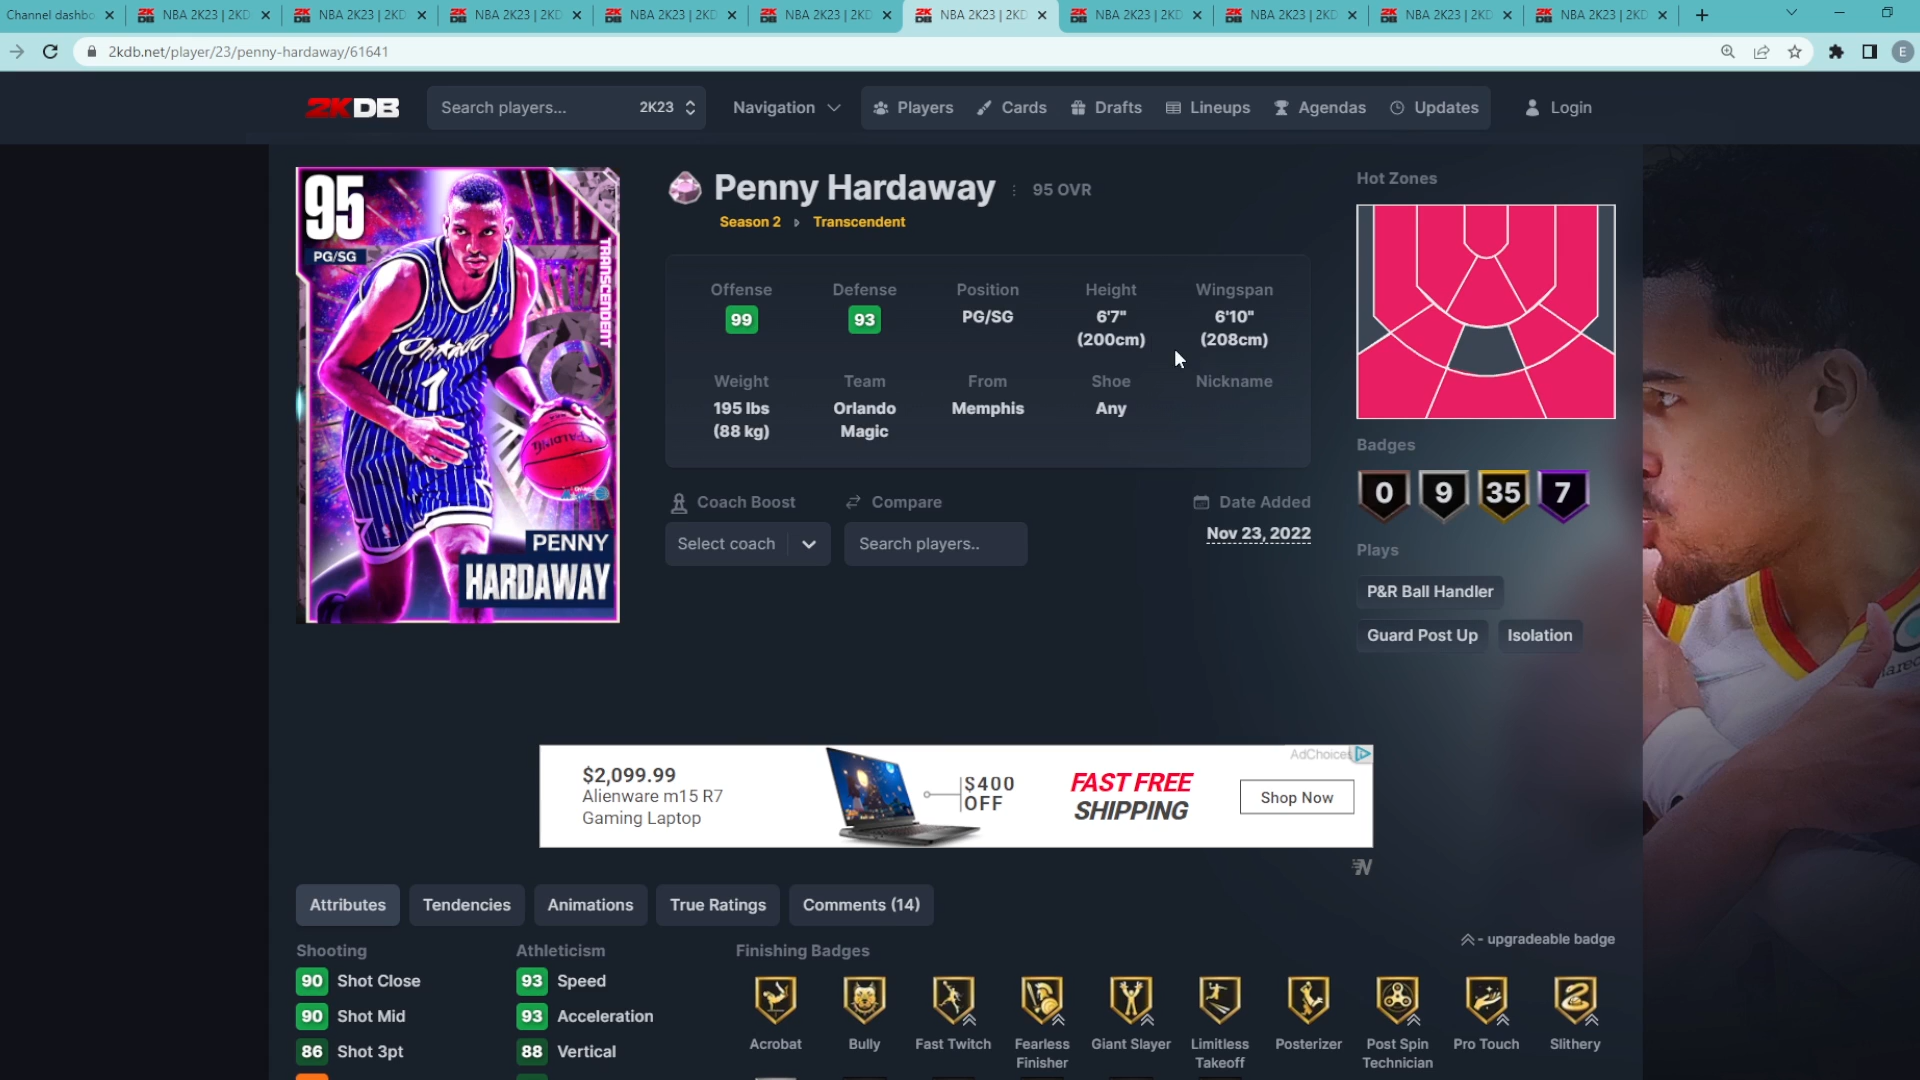 Channel dashbo
NBA 2K23 | 2KD
NBA 2K23 | 2KD
NBA 2K23 | 2KD
NBA 2K23 | 2KD
NBA 2K23 | 2KD
NBA 2K23 | 2KD
NBA 2K23 | 2KD
NBA 2K23 | 2KD
NBA 2K23 | 2KD
NBA 2K23 | 2KD
2kdb.net/player/23/penny-hardaway/61641
E
2KDB
Search players...
2K23
Navigation
Players
Cards
Drafts
Lineups
Agendas
Updates
Login
95
PG/SG
TRANSCENDENT
ORLANDO
1
SPALDING
PENNY
HARDAWAY
Penny Hardaway
95 OVR
Season 2
Transcendent
Offense
Defense
Position
Height
Wingspan
99
93
PG/SG
6'7"
6'10"
(200cm)
(208cm)
Weight
Team
From
Shoe
Nickname
195 lbs
Orlando
Memphis
Any
(88 kg)
Magic
Coach Boost
Compare
Date Added
Select coach
Search players..
Nov 23, 2022
Hot Zones
Badges
0
9
35
7
Plays
P&R Ball Handler
Guard Post Up
Isolation
$2,099.99
Alienware m15 R7
Gaming Laptop
$400
OFF
FAST FREE
SHIPPING
Shop Now
AdChoices
Attributes
Tendencies
Animations
True Ratings
Comments (14)
- upgradeable badge
Shooting
Athleticism
Finishing Badges
90 Shot Close
93 Speed
90 Shot Mid
93 Acceleration
86 Shot 3pt
88 Vertical
Acrobat
Bully
Fast Twitch
Fearless
Finisher
Giant Slayer
Limitless
Takeoff
Posterizer
Post Spin
Technician
Pro Touch
Slithery